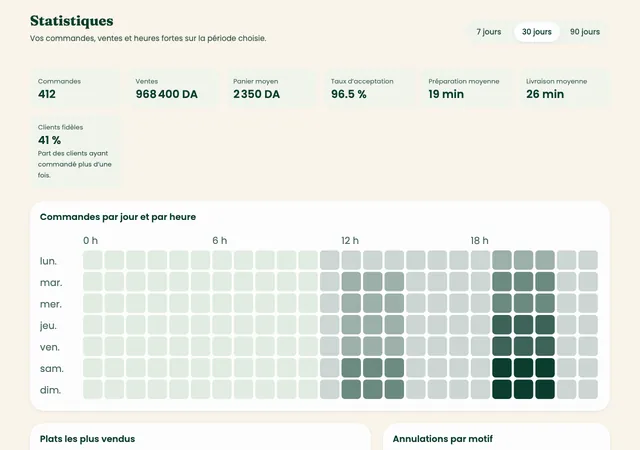 Statistiques
Vos commandes, ventes et heures fortes sur la période choisie.
7 jours
30 jours
90 jours
Commandes
412
Ventes
968 400 DA
Panier moyen
2 350 DA
Taux d'acceptation
96.5 %
Préparation moyenne
19 min
Livraison moyenne
26 min
Clients fidèles
41 %
Part des clients ayant
commandé plus d'une
fois.
Commandes par jour et par heure
0 h
6 h
12 h
18 h
lun.
mar.
mer.
jeu.
ven.
sam.
dim.
Plats les plus vendus
Annulations par motif